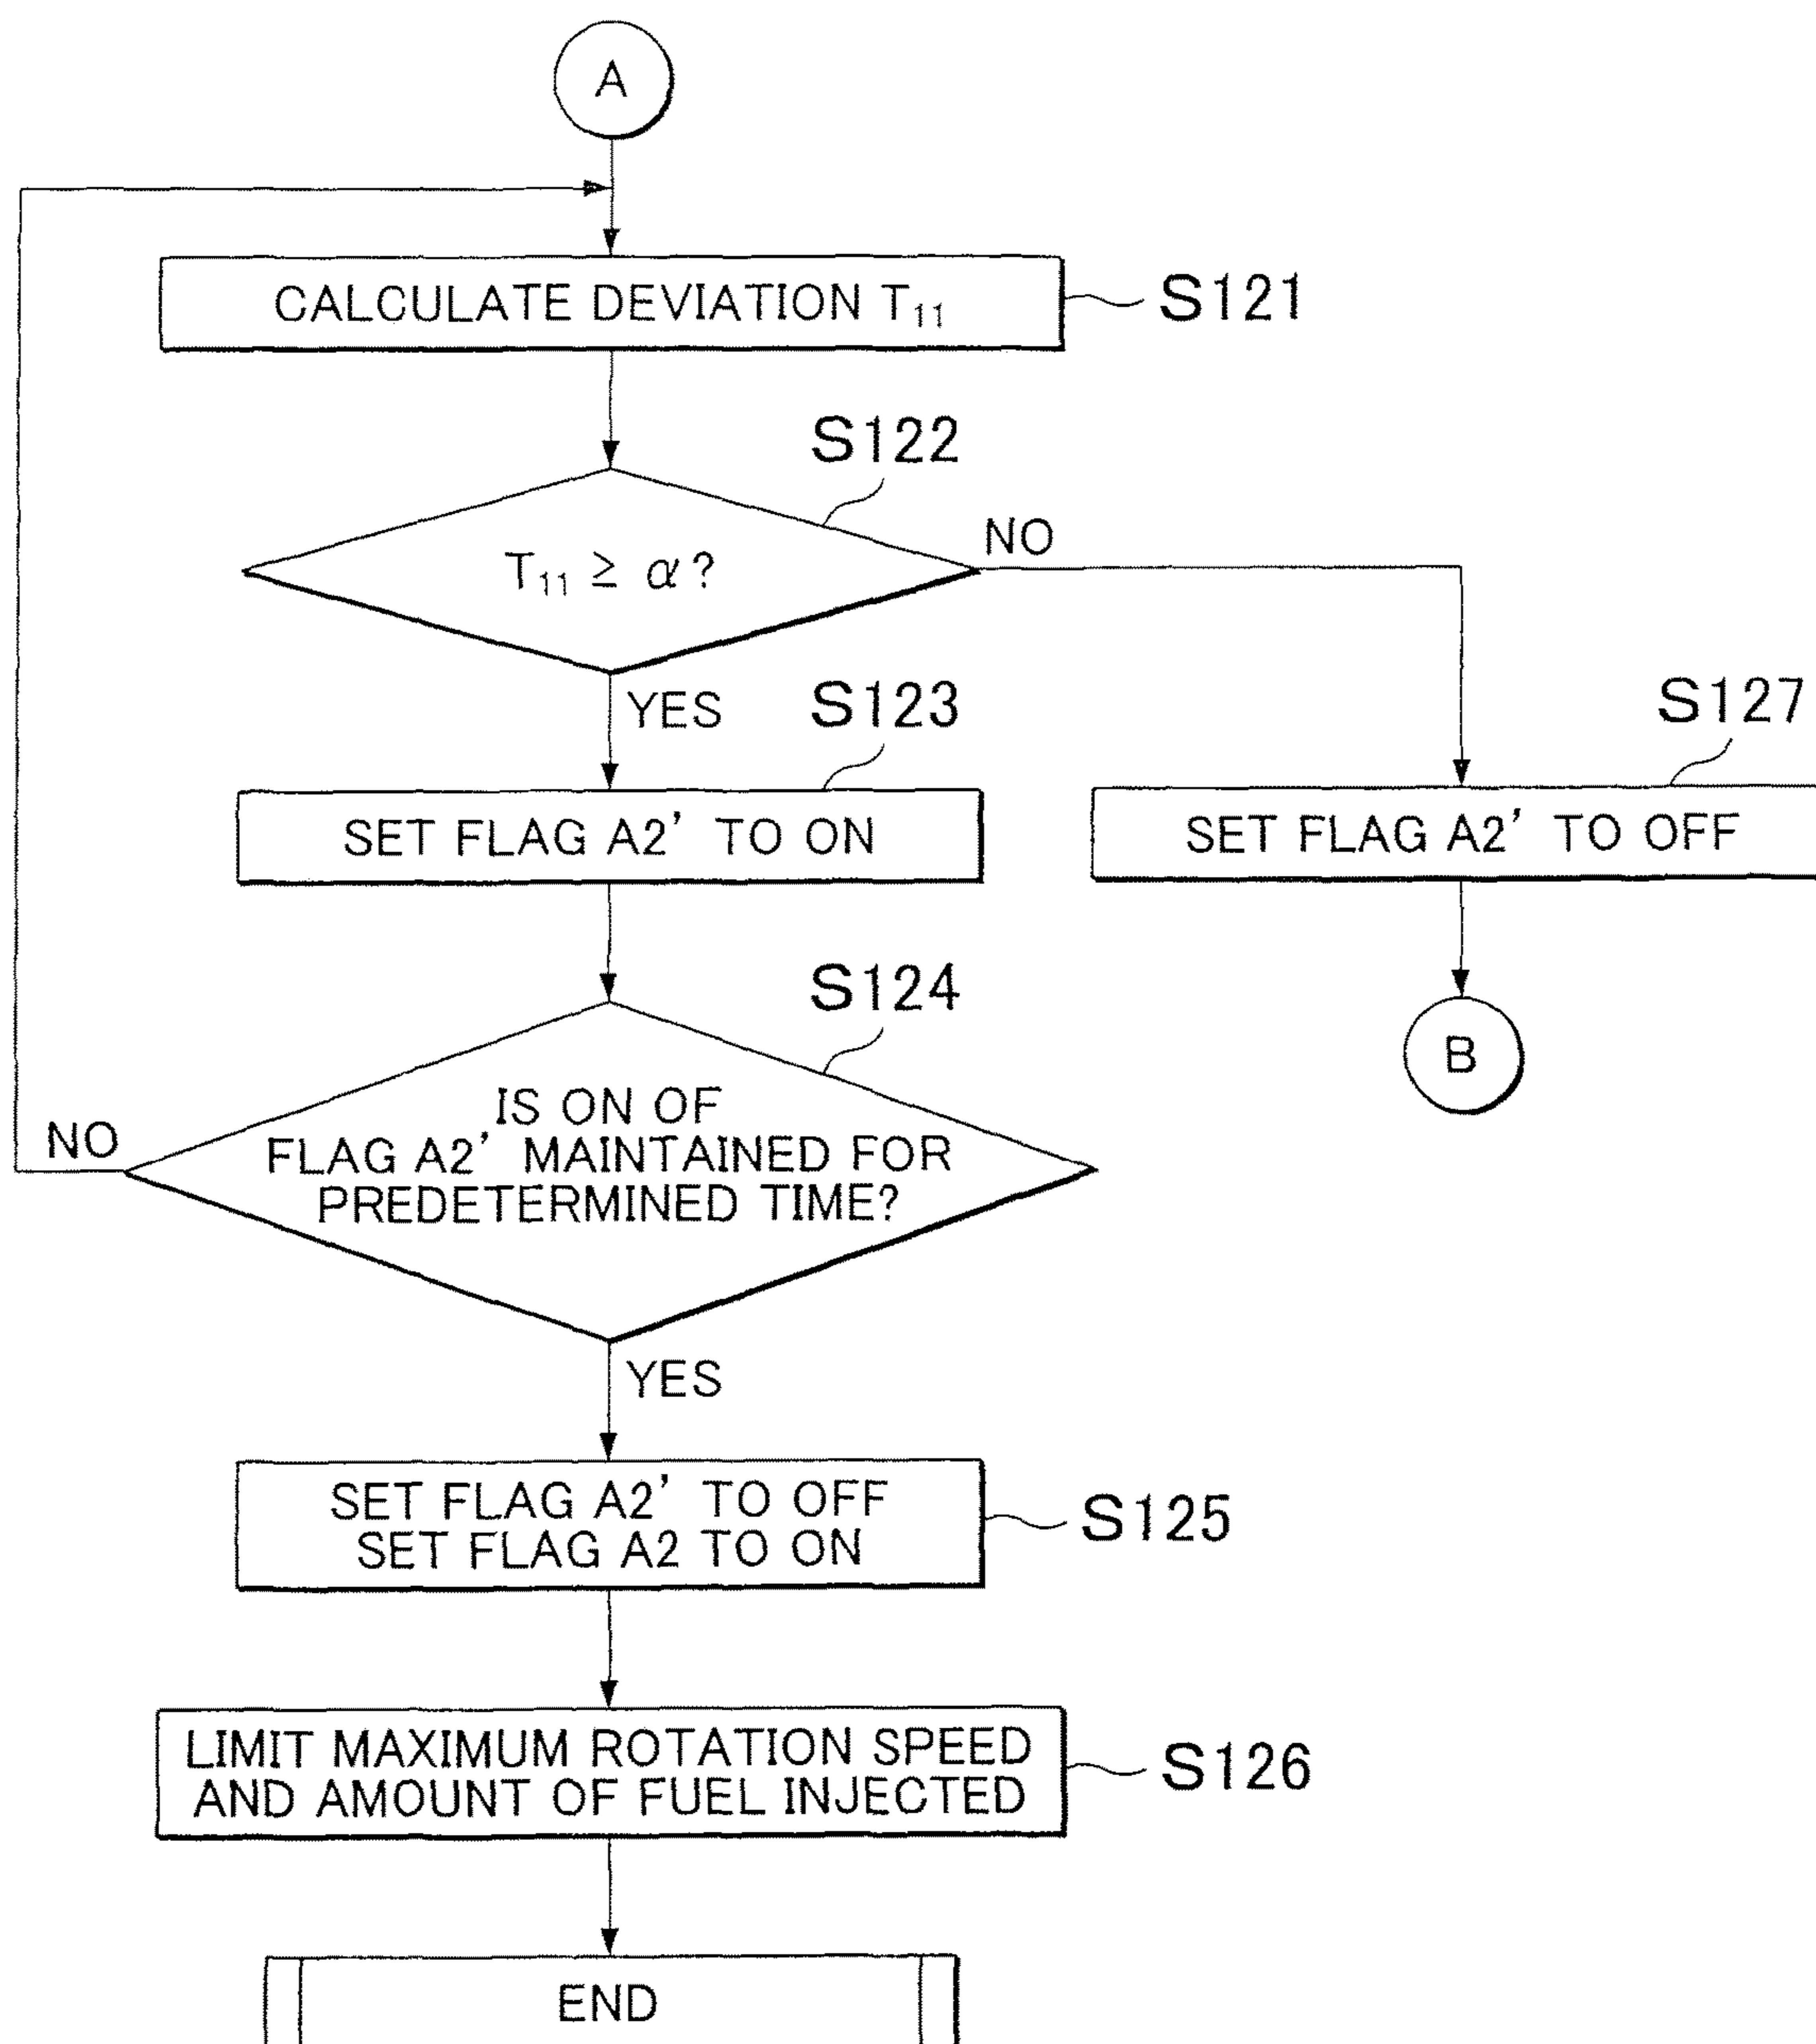 A
CALCULATE DEVIATION T₁₁
S121
S122
T₁₁ ≥ α?
NO
YES
S123
SET FLAG A2' TO ON
S127
SET FLAG A2' TO OFF
B
S124
IS ON OF
FLAG A2' MAINTAINED FOR
PREDETERMINED TIME?
NO
YES
SET FLAG A2' TO OFF
SET FLAG A2 TO ON
S125
LIMIT MAXIMUM ROTATION SPEED
AND AMOUNT OF FUEL INJECTED
S126
END